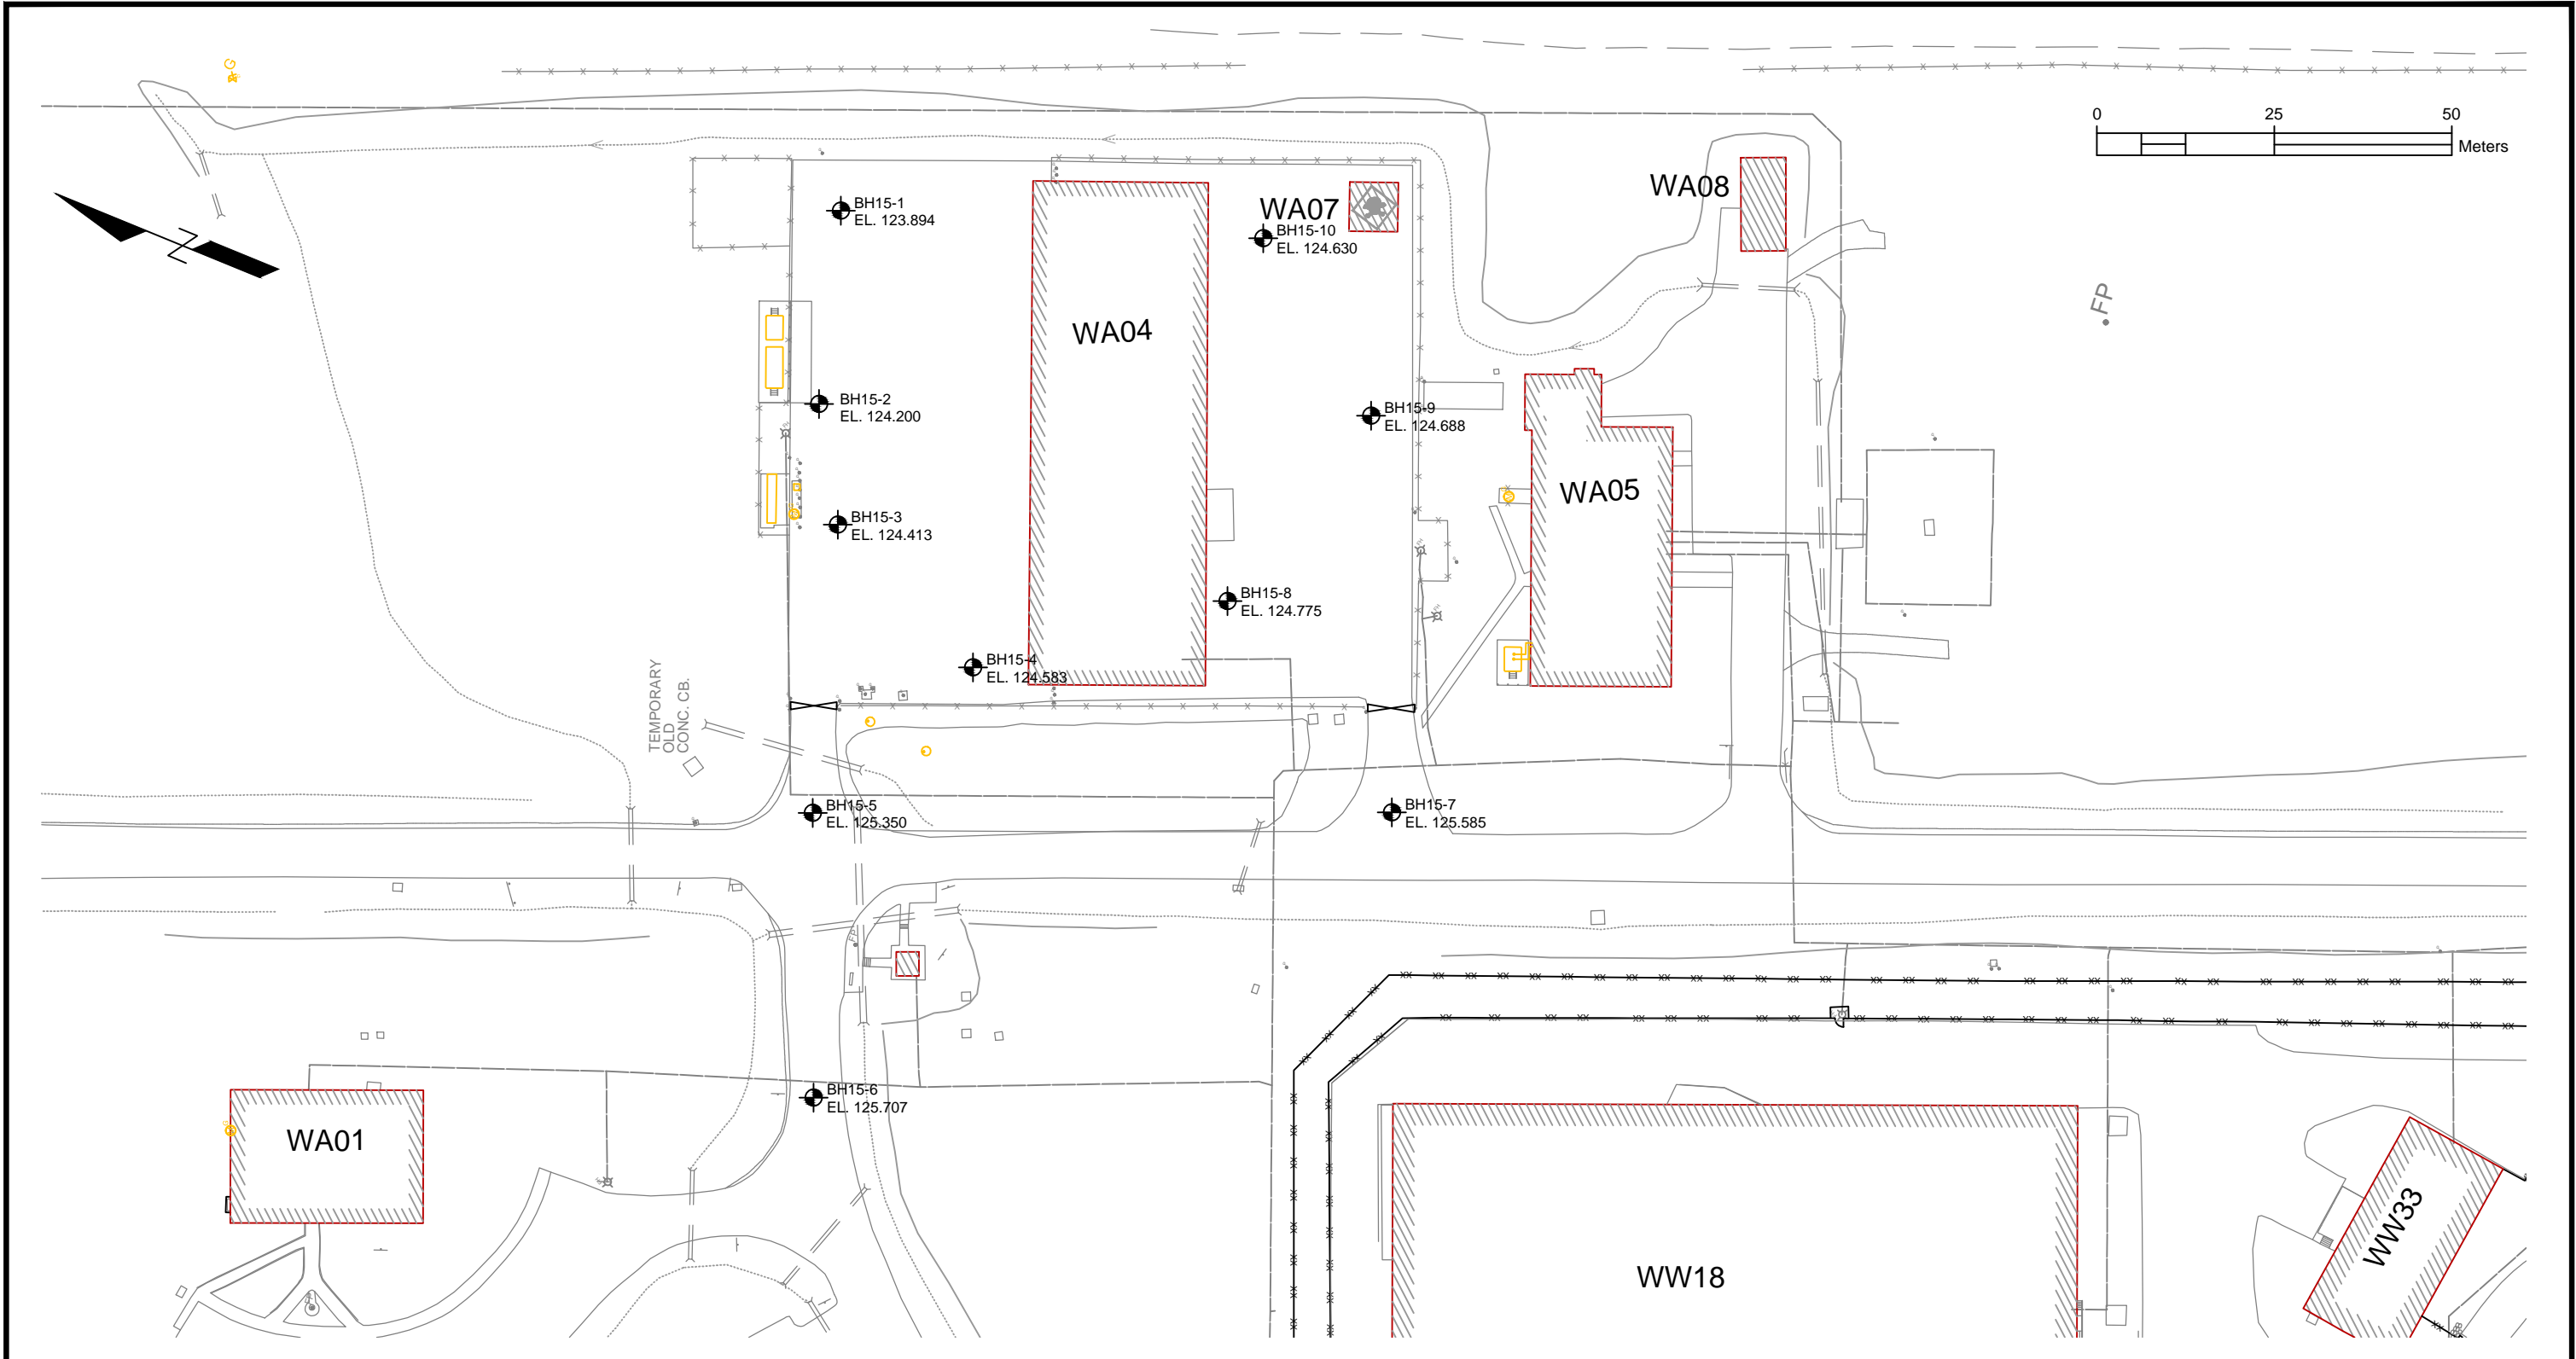 G
0 25 50
Meters
WA08
WA07
BH15-1
EL. 123.894
BH15-10
EL. 124.630
FP
WA04
BH15-2
EL. 124.200
BH15-9
EL. 124.688
WA05
BH15-3
EL. 124.413
BH15-8
EL. 124.775
BH15-4
EL. 124.583
TEMPORARY
OLD
CONC. CB.
BH15-5
EL. 125.350
BH15-7
EL. 125.585
FP
BH15-6
EL. 125.707
WA01
WW18
WW33